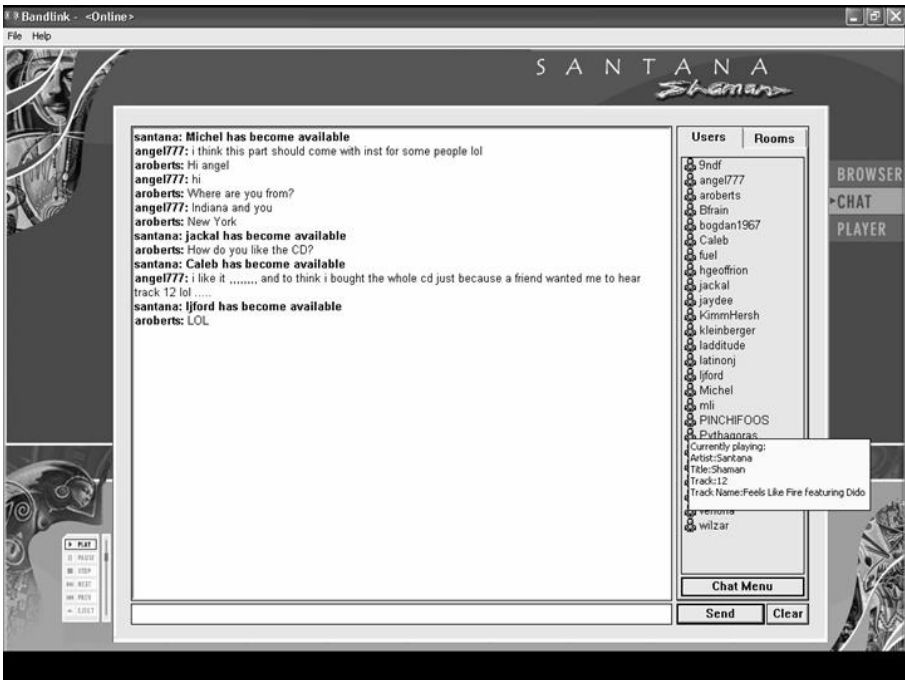 Bandlink - <Online>
File Help
SANTANA
Shaman
santana: Michel has become available
angel777: i think this part should come with inst for some people lol
aroberts: Hi angel
angel777: hi
aroberts: Where are you from?
angel777: Indiana and you
aroberts: New York
santana: jackal has become available
aroberts: How do you like the CD?
santana: Caleb has become available
angel777: i like it ,,,,,,,, and to think i bought the whole cd just because a friend wanted me to hear
track 12 lol .....
santana: ljford has become available
aroberts: LOL
Users Rooms
9ndf
angel777
aroberts
Bfrain
bogdan1967
Caleb
fuel
hgeoffrion
jackal
jaydee
KimmHersh
kleinberger
ladditude
latinonj
ljford
Michel
mli
PINCHIFOOS
Pythagoras
Currently playing:
Artist:Santana
Title:Shaman
Track:12
Track Name:Feels Like Fire featuring Dido
wilzar
Chat Menu
Send Clear
BROWSER
CHAT
PLAYER
PLAY
PAUSE
STOP
NEXT
PREV
EJECT